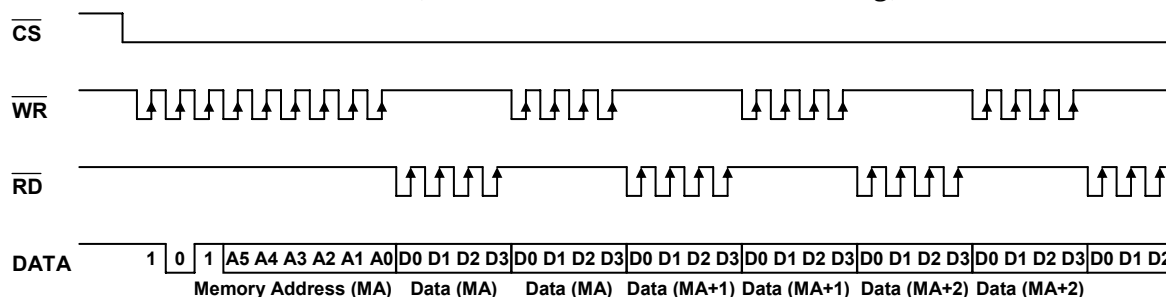 CS
WR
RD
DATA 1 0 1 A5 A4 A3 A2 A1 A0 D0 D1 D2 D3 D0 D1 D2 D3 D0 D1 D2 D3 D0 D1 D2 D3 D0 D1 D2 D3 D0 D1 D2 D3 D0 D1 D2
Memory Address (MA) Data (MA) Data (MA) Data (MA+1) Data (MA+1) Data (MA+2) Data (MA+2)